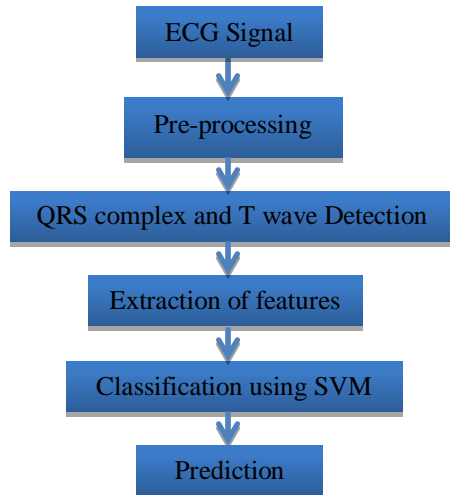 ECG Signal
Pre-processing
QRS complex and T wave Detection
Extraction of features
Classification using SVM
Prediction